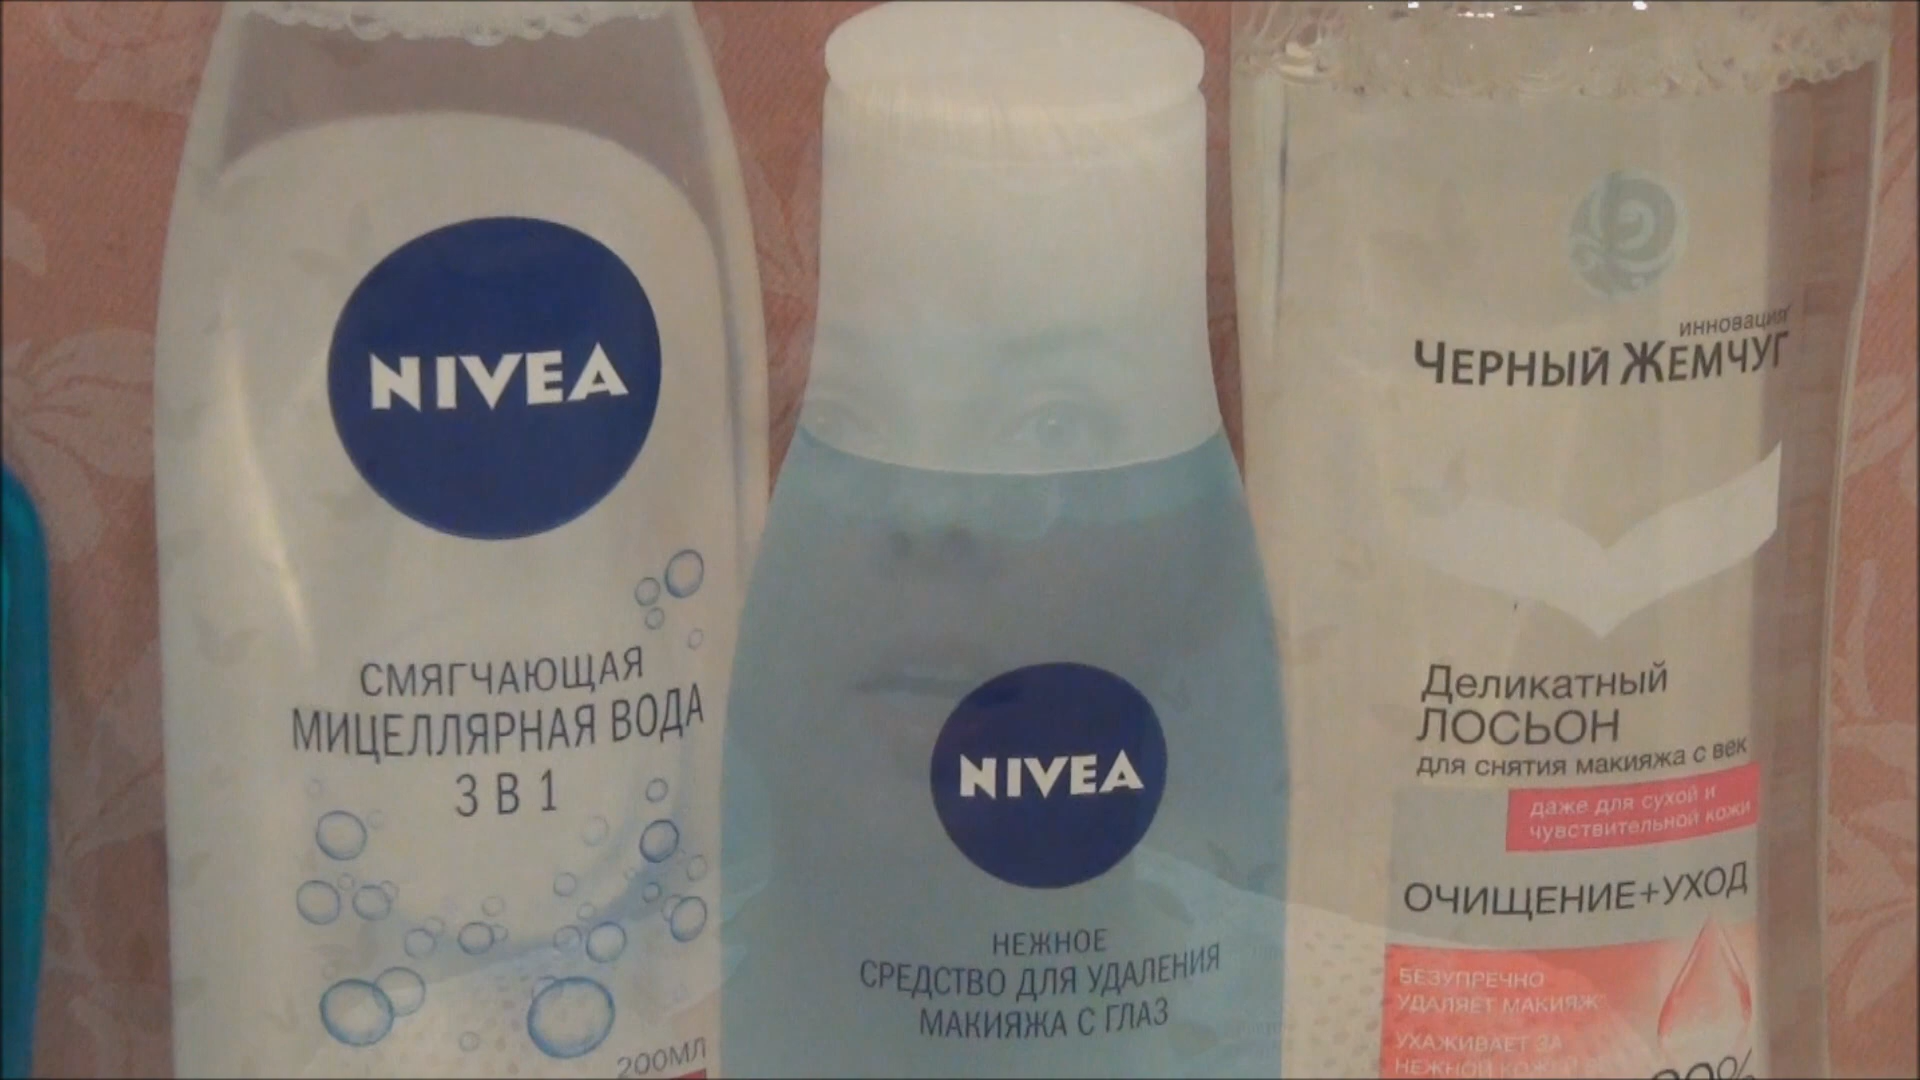 NIVEA
СМЯГЧАЮЩАЯ
МИЦЕЛЛЯРНАЯ ВОДА
3 В 1
200МЛ
NIVEA
НЕЖНОЕ
СРЕДСТВО ДЛЯ УДАЛЕНИЯ
МАКИЯЖА С ГЛАЗ
ИННОВАЦИЯ
ЧЕРНЫЙ ЖЕМЧУГ
Деликатный
ЛОСЬОН
для снятия макияжа с век
даже для сухой и
чувствительной кожи
ОЧИЩЕНИЕ+УХОД
БЕЗУПРЕЧНО
УДАЛЯЕТ МАКИЯЖ
УХАЖИВАЕТ ЗА
НЕЖНОЙ КОЖЕЙ